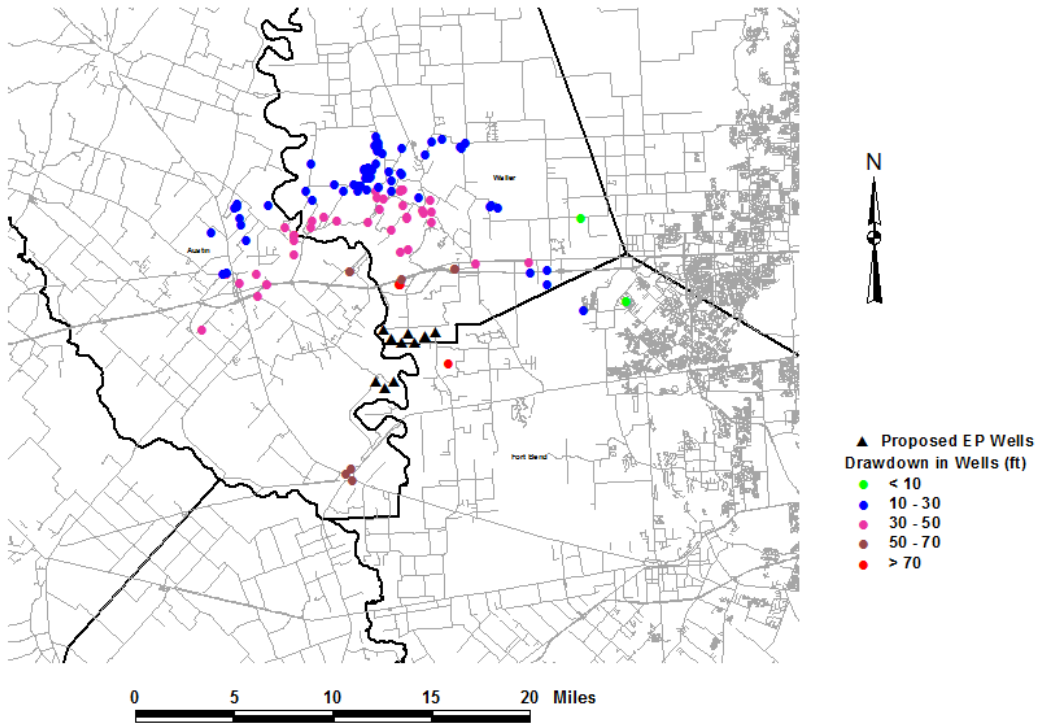 Waller
Austin
Fort Bend
N
▲ Proposed EP Wells
Drawdown in Wells (ft)
< 10
10 - 30
30 - 50
50 - 70
> 70
0 5 10 15 20 Miles